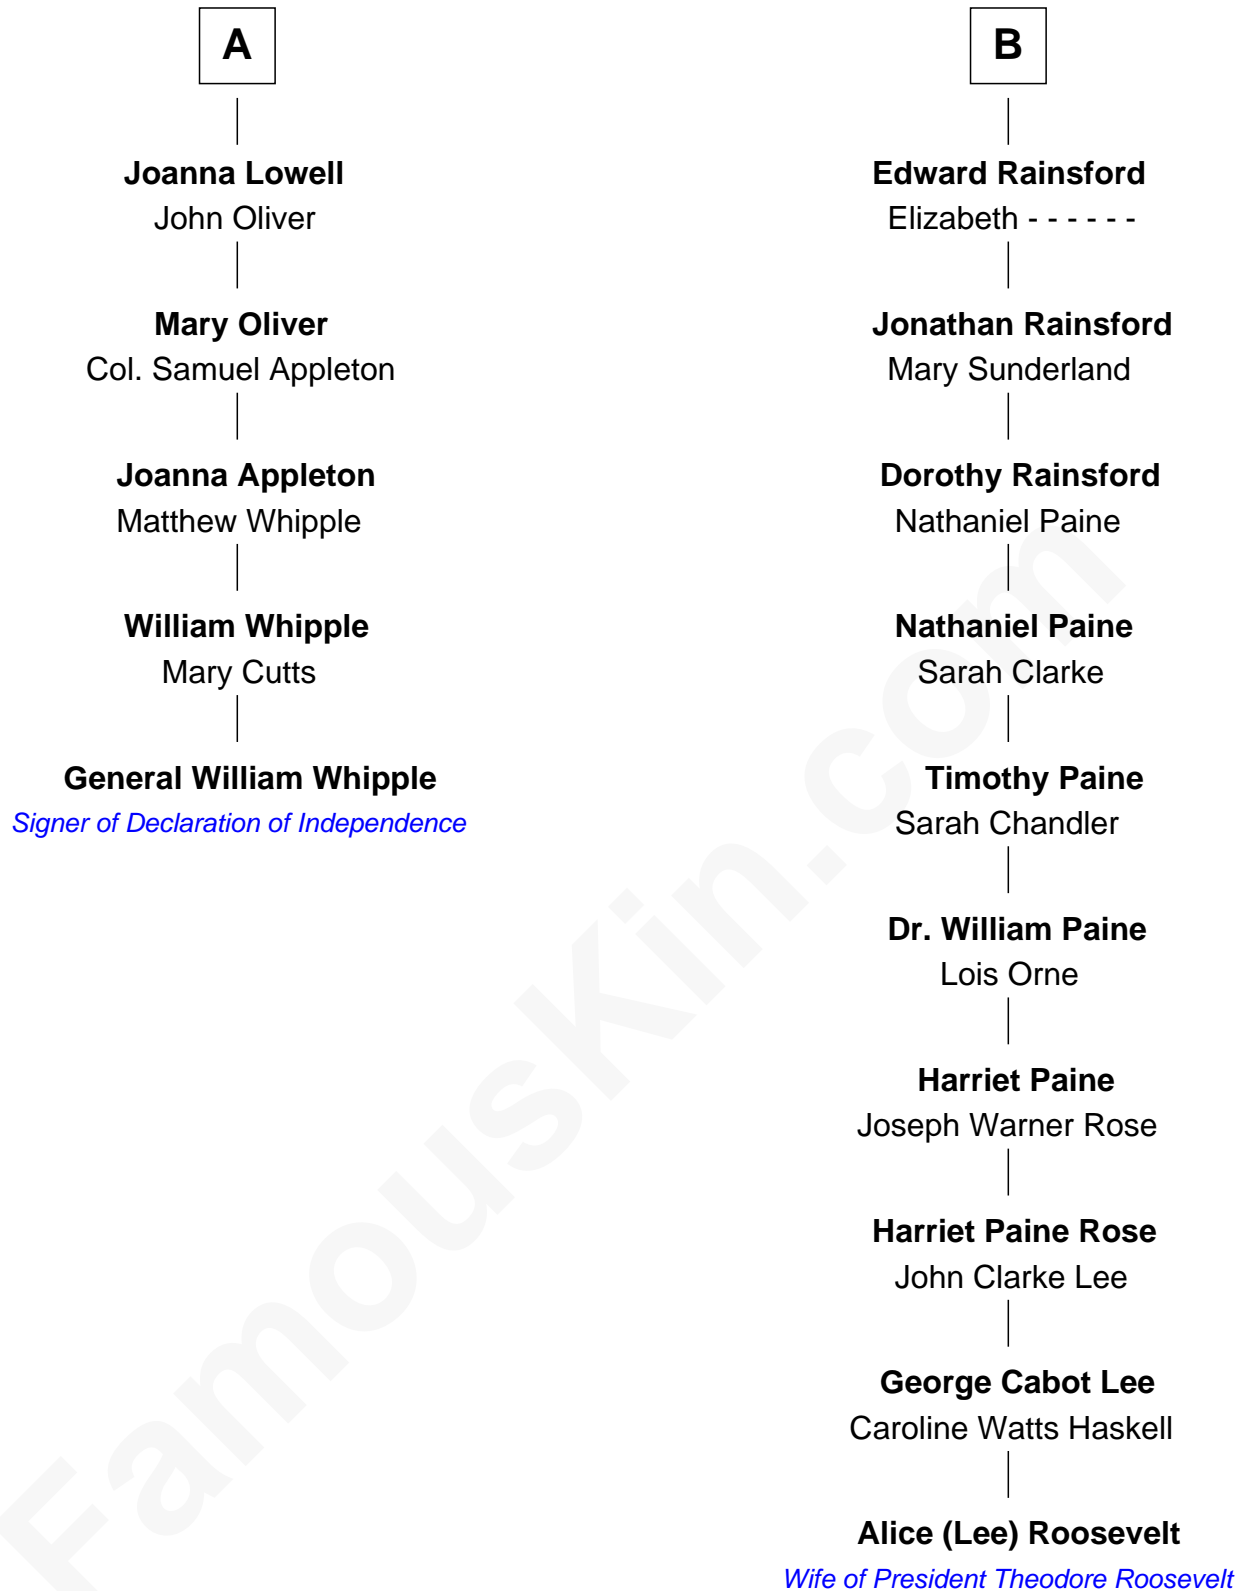 A
Joanna Lowell
John Oliver
Mary Oliver
Col. Samuel Appleton
Joanna Appleton
Matthew Whipple
William Whipple
Mary Cutts
General William Whipple
Signer of Declaration of Independence
B
Edward Rainsford
Elizabeth - - - - - -
Jonathan Rainsford
Mary Sunderland
Dorothy Rainsford
Nathaniel Paine
Nathaniel Paine
Sarah Clarke
Timothy Paine
Sarah Chandler
Dr. William Paine
Lois Orne
Harriet Paine
Joseph Warner Rose
Harriet Paine Rose
John Clarke Lee
George Cabot Lee
Caroline Watts Haskell
Alice (Lee) Roosevelt
Wife of President Theodore Roosevelt
FamousKin.com